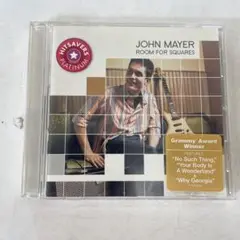 HITSAVERS
PLATINUM
JOHN MAYER
ROOM FOR SQUARES
Grammy Award
Winner
"No Such Thing,"
"Your Body Is
A Wonderland"
&
"Why Georgia"